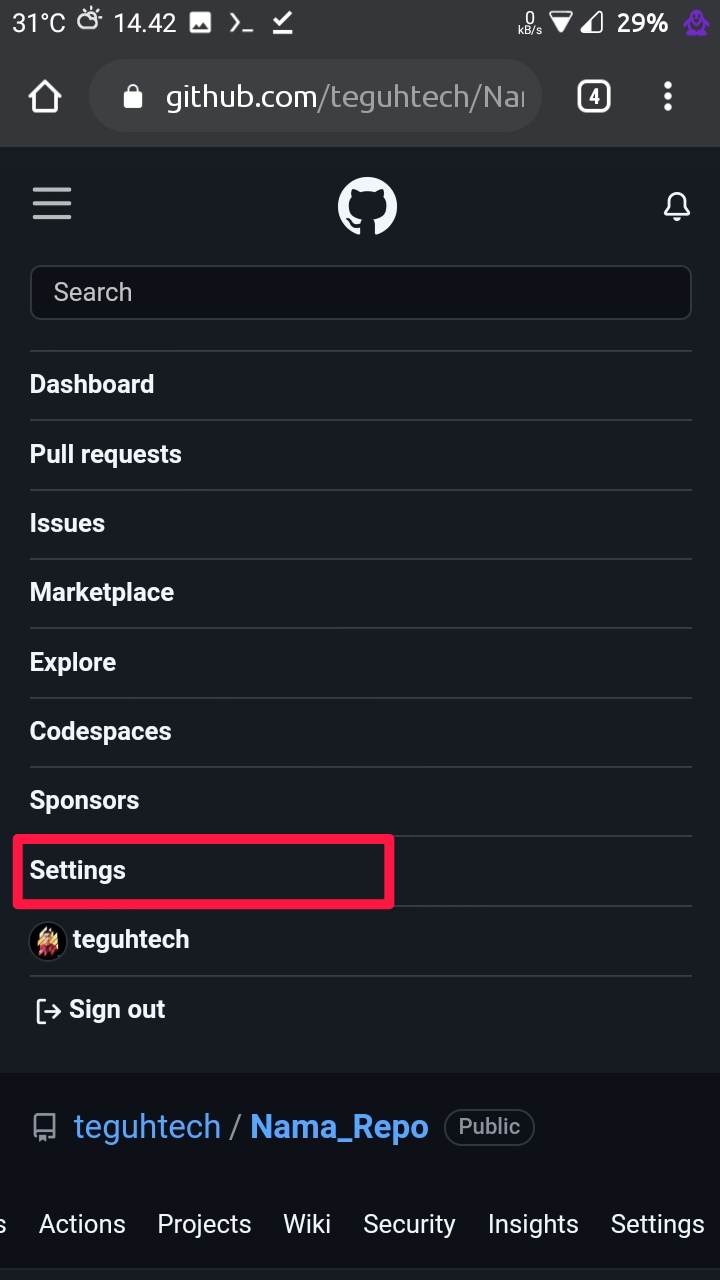 31°C 14.42 0 kB/s 29%
github.com/teguhtech/Na 4
Search
Dashboard
Pull requests
Issues
Marketplace
Explore
Codespaces
Sponsors
Settings
teguhtech
Sign out
teguhtech / Nama_Repo Public
s Actions Projects Wiki Security Insights Settings